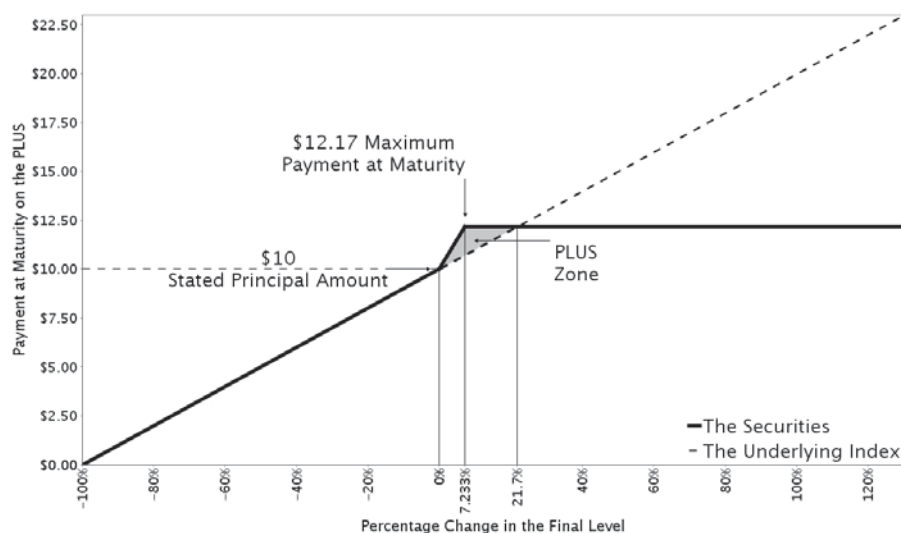 $22.50
$20.00
$17.50
$15.00
$12.50
$10.00
$7.50
$5.00
$2.50
$0.00
Payment at Maturity on the PLUS
$12.17 Maximum
Payment at Maturity
$10
Stated Principal Amount
PLUS
Zone
The Securities
The Underlying Index
-100%
-80%
-60%
-40%
-20%
0%
7.233%
21.7%
40%
60%
80%
100%
120%
Percentage Change in the Final Level